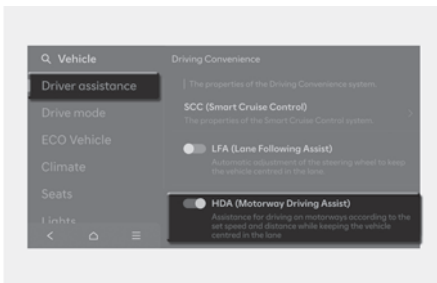 Vehicle
Driver assistance
Drive mode
ECO Vehicle
Climate
Seats
Lights
Driving Convenience
The properties of the Driving Convenience system.
SCC (Smart Cruise Control)
The properties of the Smart Cruise Control system.
LFA (Lane Following Assist)
Automatic adjustment of the steering wheel to keep
the vehicle centred in the lane
HDA (Motorway Driving Assist)
Assistance for driving on motorways according to the
set speed and distance while keeping the vehicle
centred in the lane